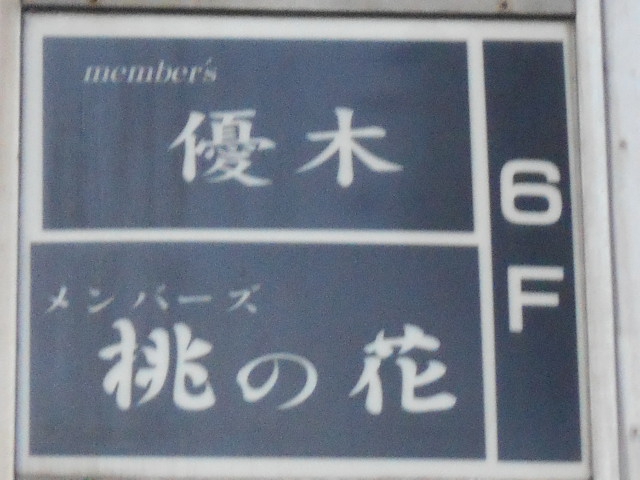 member's
優木
メンバーズ
桃の花
6F